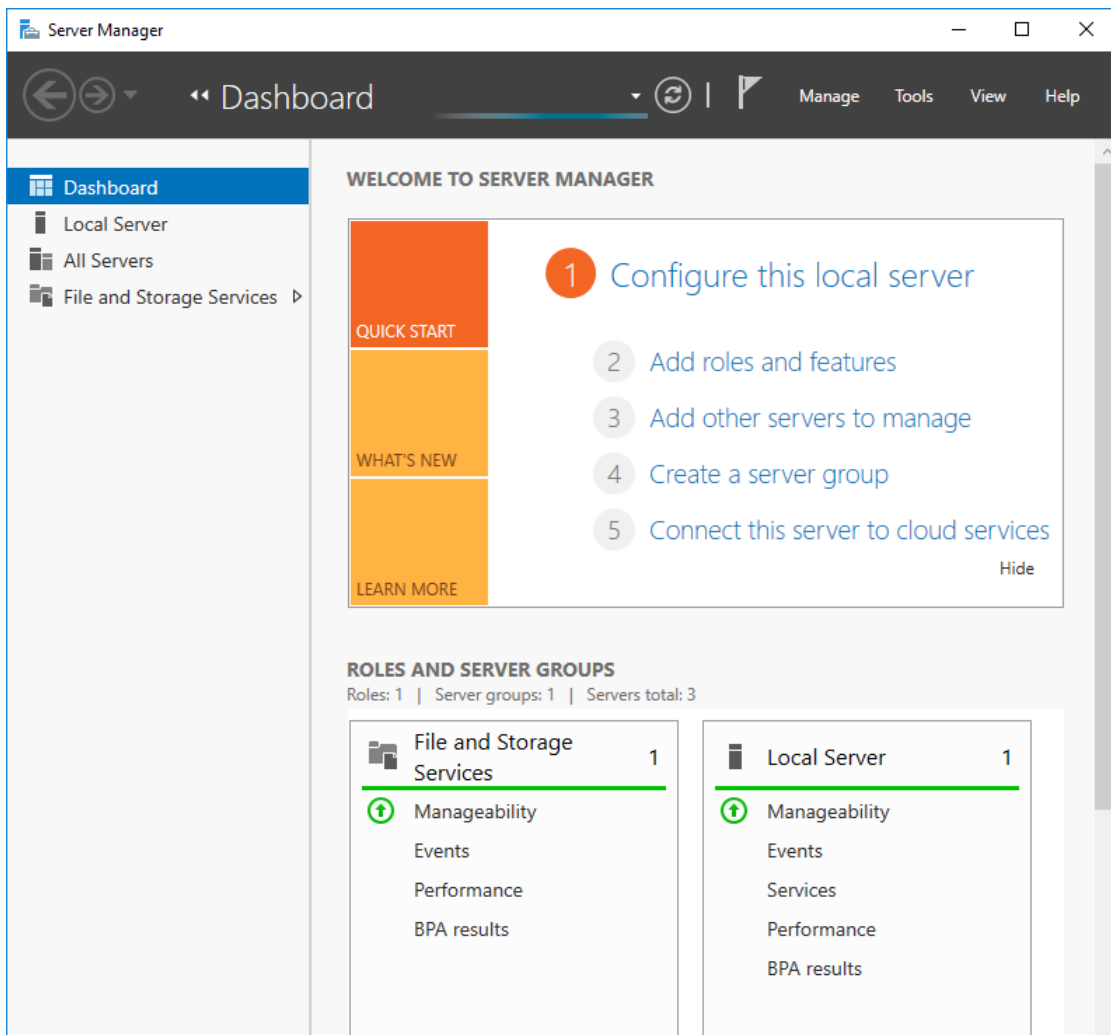 Server Manager
Dashboard
Manage Tools View Help
Dashboard
Local Server
All Servers
File and Storage Services
WELCOME TO SERVER MANAGER
QUICK START
WHAT'S NEW
LEARN MORE
1 Configure this local server
2 Add roles and features
3 Add other servers to manage
4 Create a server group
5 Connect this server to cloud services
Hide
ROLES AND SERVER GROUPS
Roles: 1 | Server groups: 1 | Servers total: 3
File and Storage
Services 1
Manageability
Events
Performance
BPA results
Local Server 1
Manageability
Events
Services
Performance
BPA results